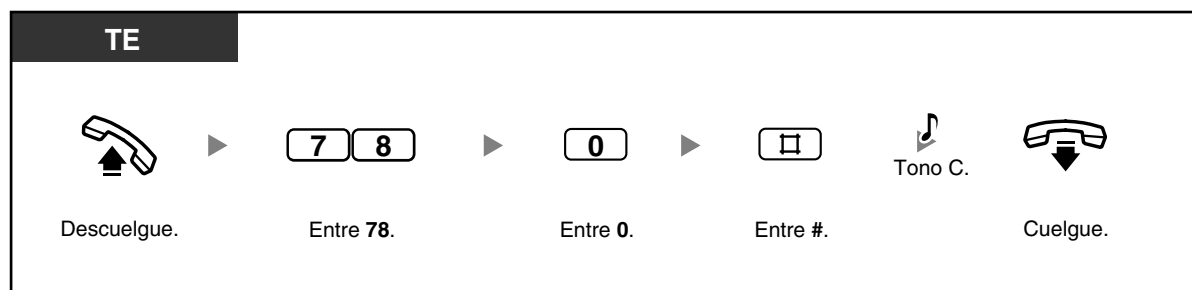 TE
7 8 0 #
Tono C.
Descuelgue. Entre 78. Entre 0. Entre #. Cuelgue.